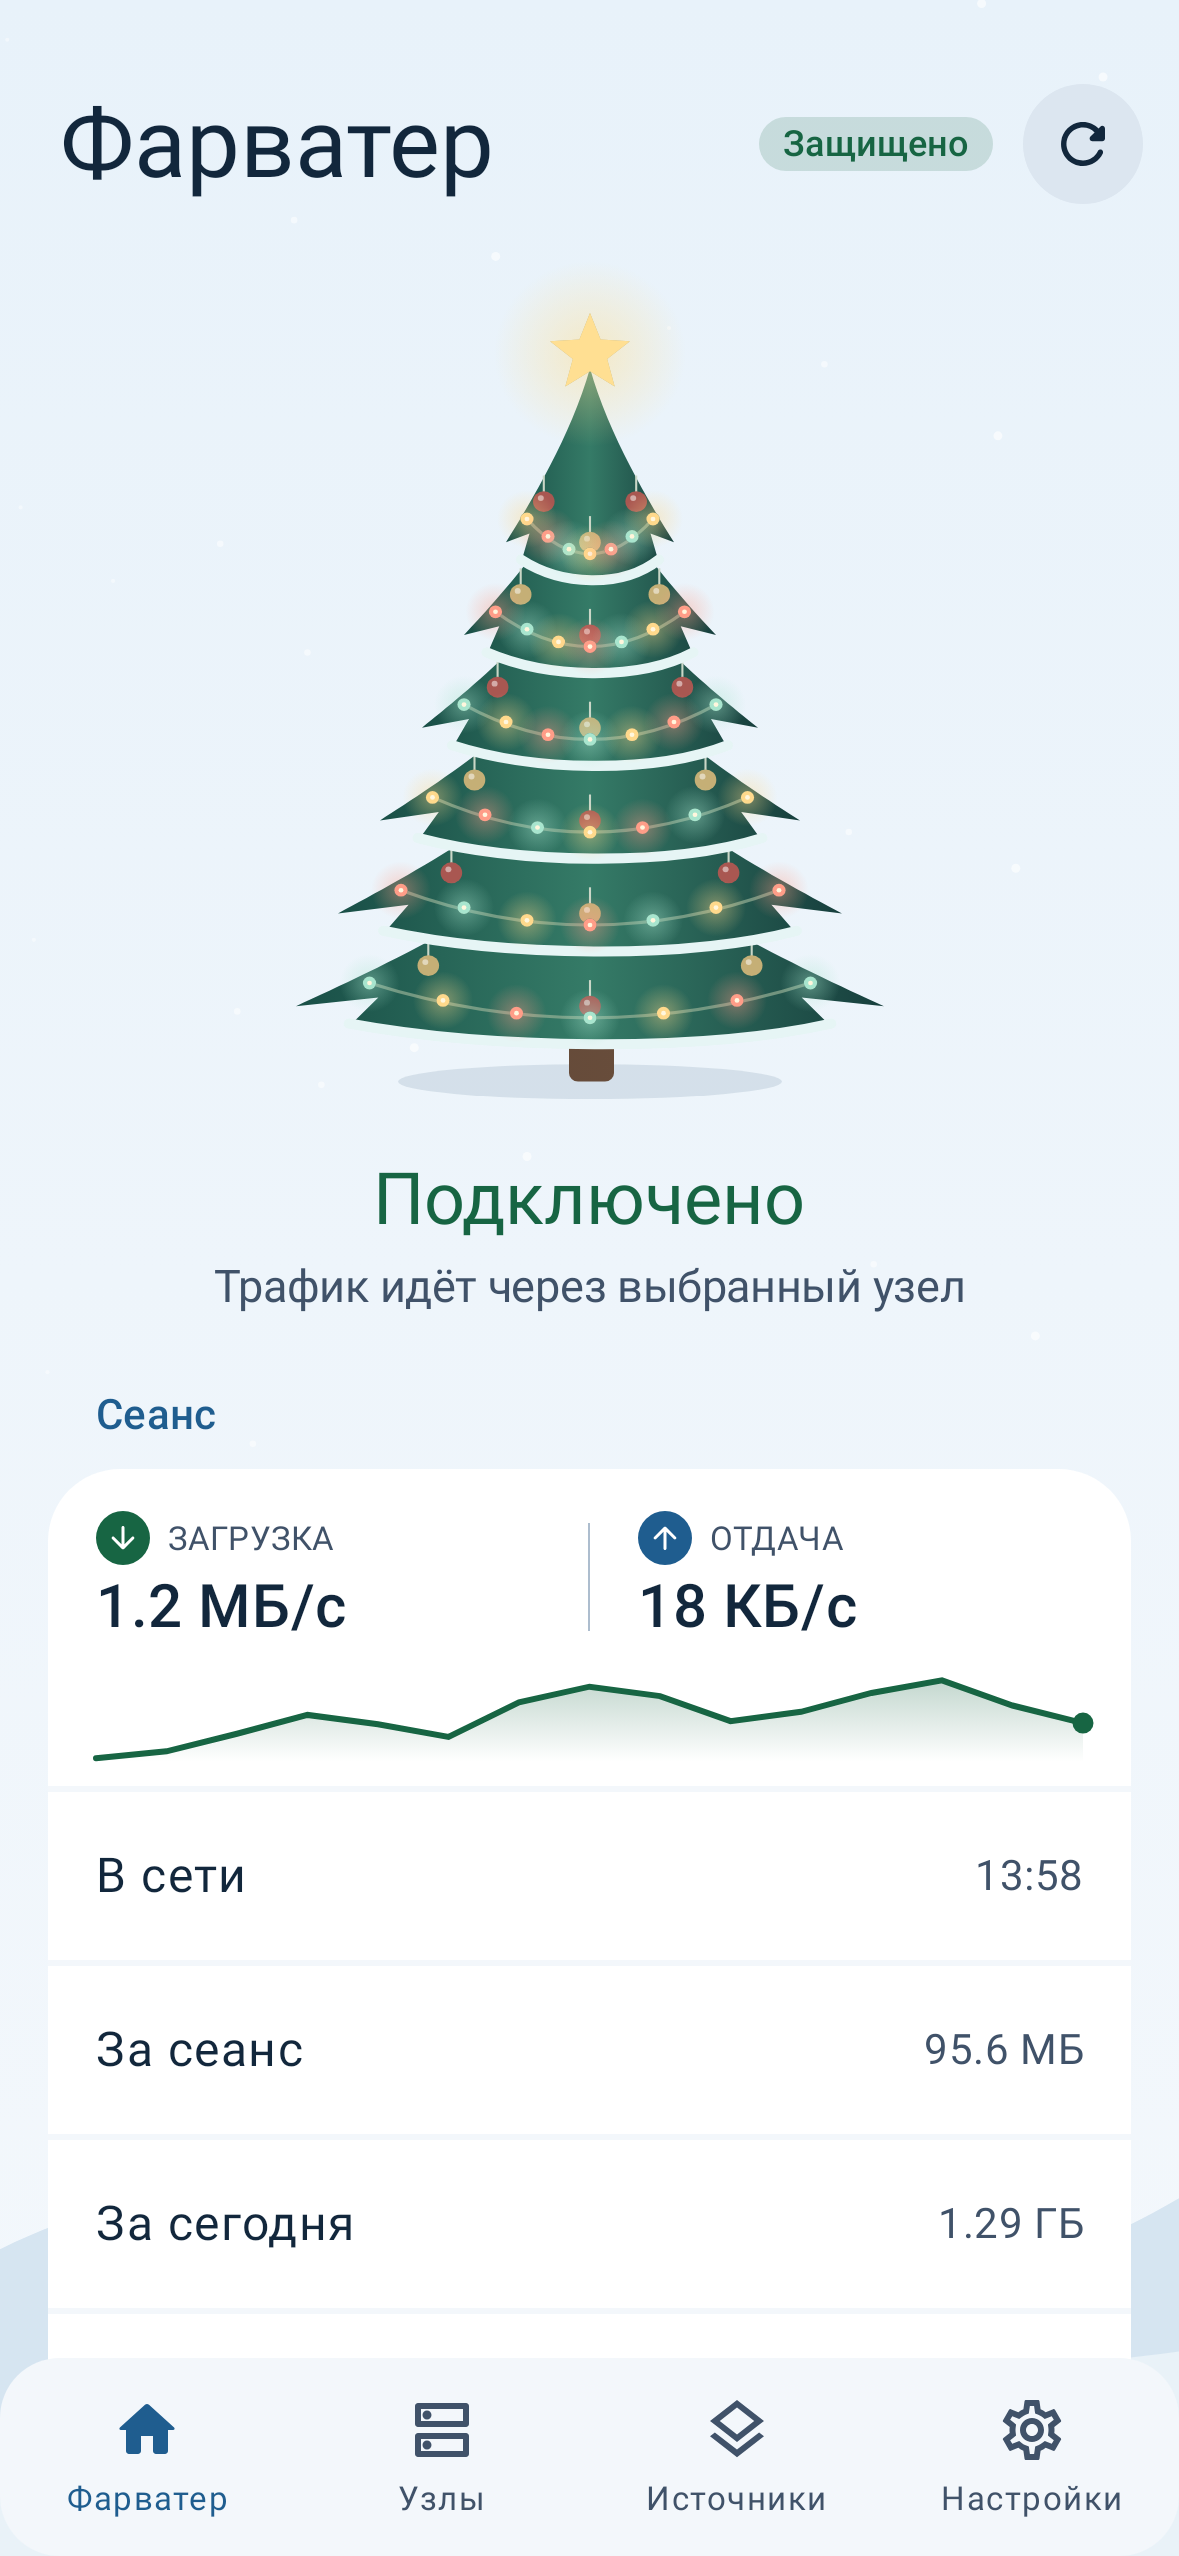 Фарватер
Защищено
Подключено
Трафик идёт через выбранный узел
Сеанс
ЗАГРУЗКА
1.2 МБ/с
ОТДАЧА
18 КБ/с
В сети
13:58
За сеанс
95.6 МБ
За сегодня
1.29 ГБ
Фарватер
Узлы
Источники
Настройки